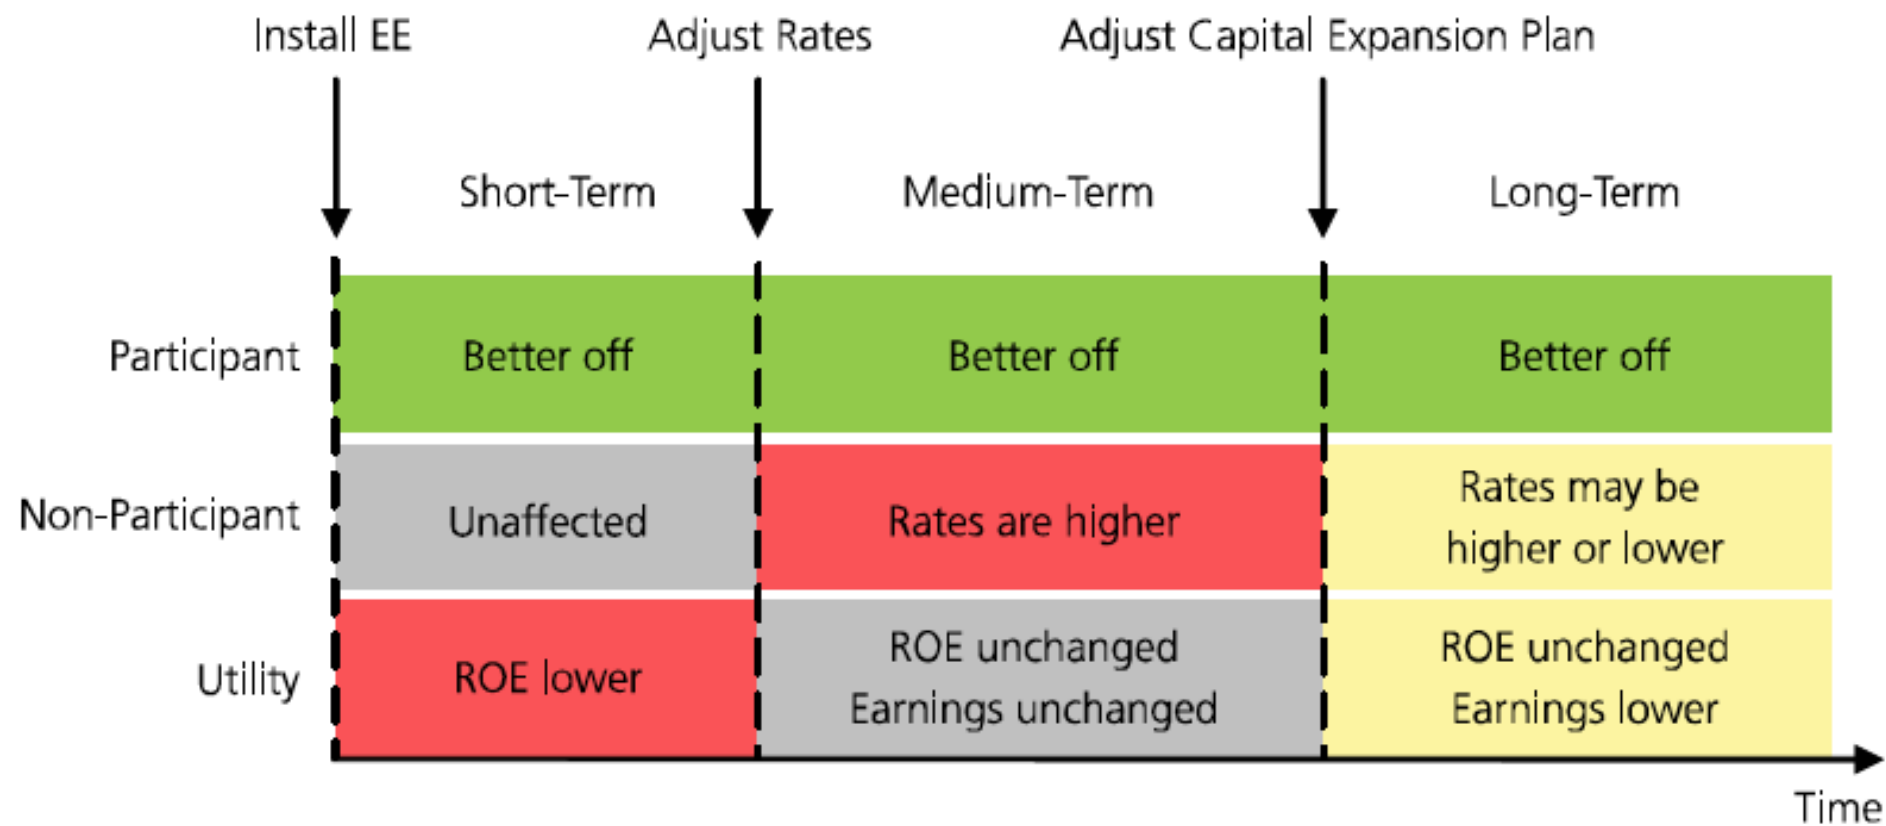 Install EE
Adjust Rates
Adjust Capital Expansion Plan
Short-Term
Medium-Term
Long-Term
Participant
Better off
Better off
Better off
Non-Participant
Unaffected
Rates are higher
Rates may be
higher or lower
Utility
ROE lower
ROE unchanged
Earnings unchanged
ROE unchanged
Earnings lower
Time